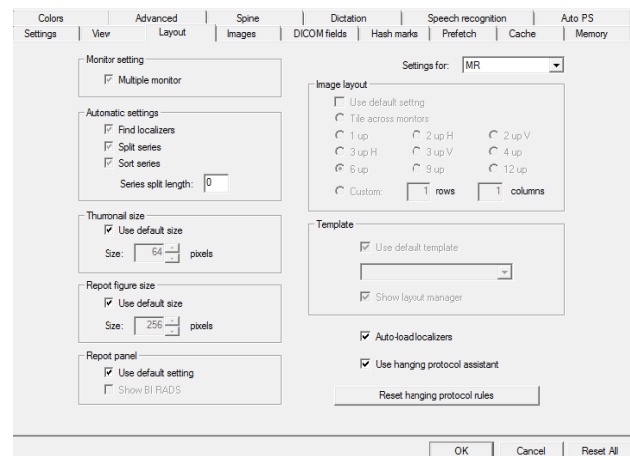 Colors Advanced Spine Dictation Speech recognition Auto PS
Settings View Layout Images DICOM fields Hash marks Prefetch Cache Memory
Monitor setting
Multiple monitor
Automatic settings
Find localizers
Split series
Sort series
Series split length: 0
Thumonail size
Use default size
Size: 64 pixels
Repot figure size
Use default size
Size: 256 pixels
Repot panel
Use default setting
Show BI RADS
Setings for: MR
Image layout
Use default settng
Tile across montors
1 up 2 up H 2 up V
3 up H 3 up V 4 up
6 up 9 up 12 up
Custom: 1 rows 1 columns
Template
Use default template
Show layout manager
Auto-loadlocalizers
Use hanging protocol assistant
Reset hanging protocol rules
OK Cancel Reset All